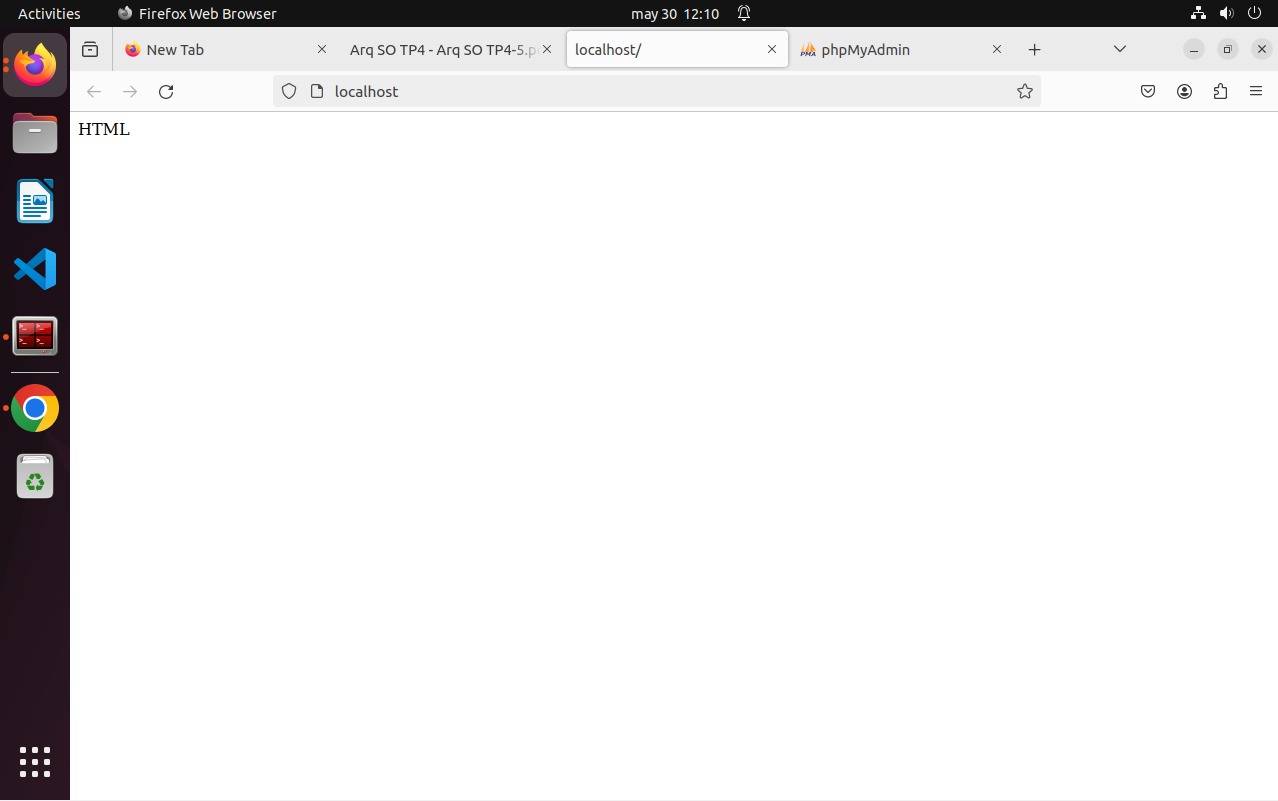 Activities
Firefox Web Browser
may 30 12:10
New Tab
Arq SO TP4 - Arq SO TP4-5.p
localhost/
PMA
phpMyAdmin
localhost
HTML